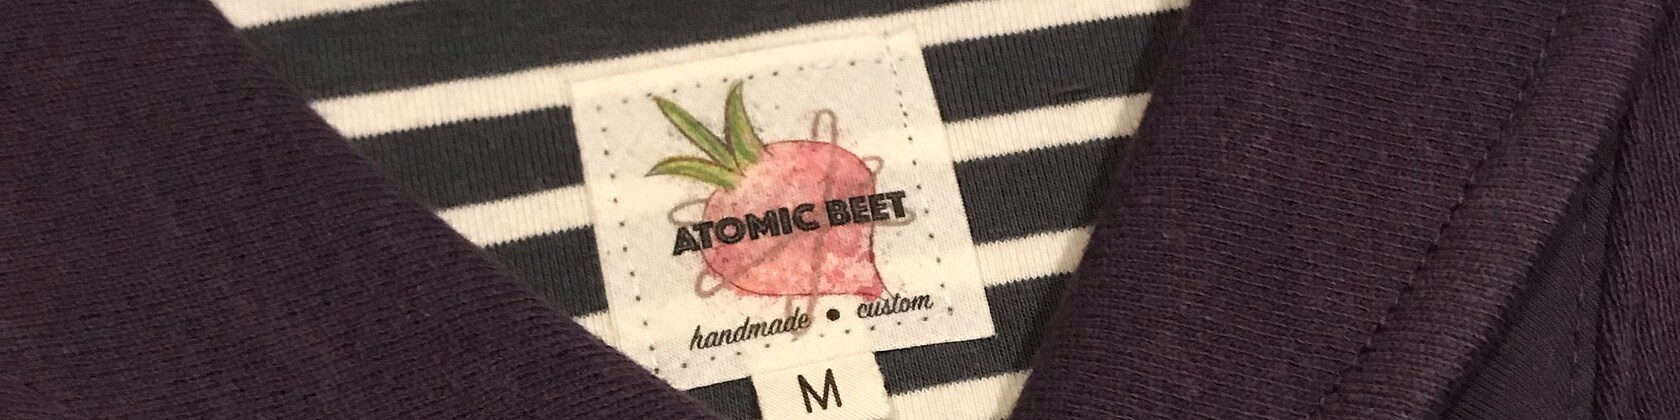 ATOMIC BEET
handmade • custom
M